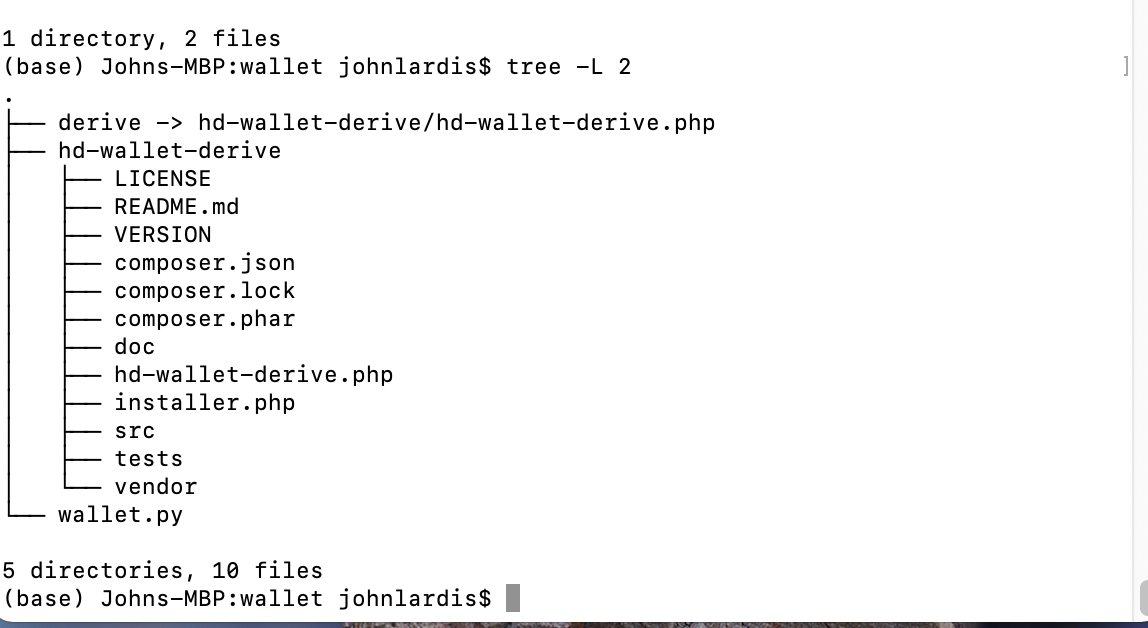 1 directory, 2 files
(base) Johns-MBP:wallet johnlardis$ tree -L 2 ]
.
├── derive -> hd-wallet-derive/hd-wallet-derive.php
├── hd-wallet-derive
│   ├── LICENSE
│   ├── README.md
│   ├── VERSION
│   ├── composer.json
│   ├── composer.lock
│   ├── composer.phar
│   ├── doc
│   ├── hd-wallet-derive.php
│   ├── installer.php
│   ├── src
│   ├── tests
│   └── vendor
└── wallet.py
5 directories, 10 files
(base) Johns-MBP:wallet johnlardis$